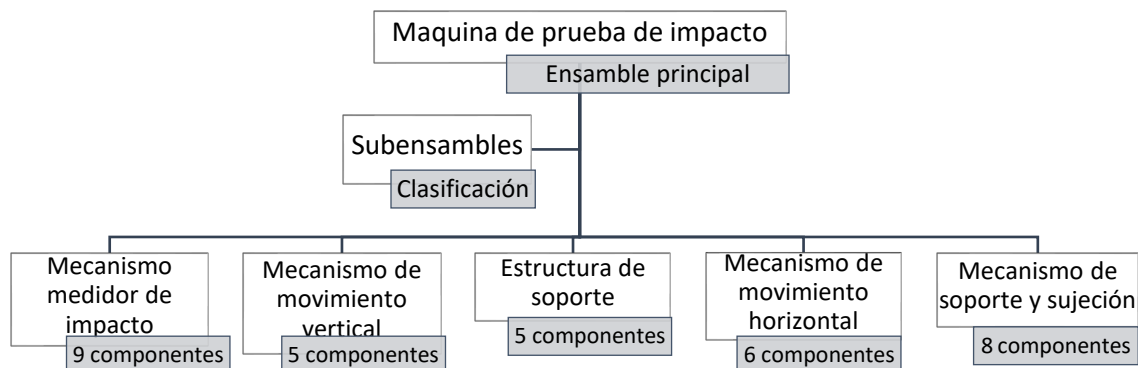 Maquina de prueba de impacto
Ensamble principal
Subensambles
Clasificación
Mecanismo
medidor de
impacto
9 componentes
Mecanismo de
movimiento
vertical
5 componentes
Estructura de
soporte
5 componentes
Mecanismo de
movimiento
horizontal
6 componentes
Mecanismo de
soporte y sujeción
8 componentes